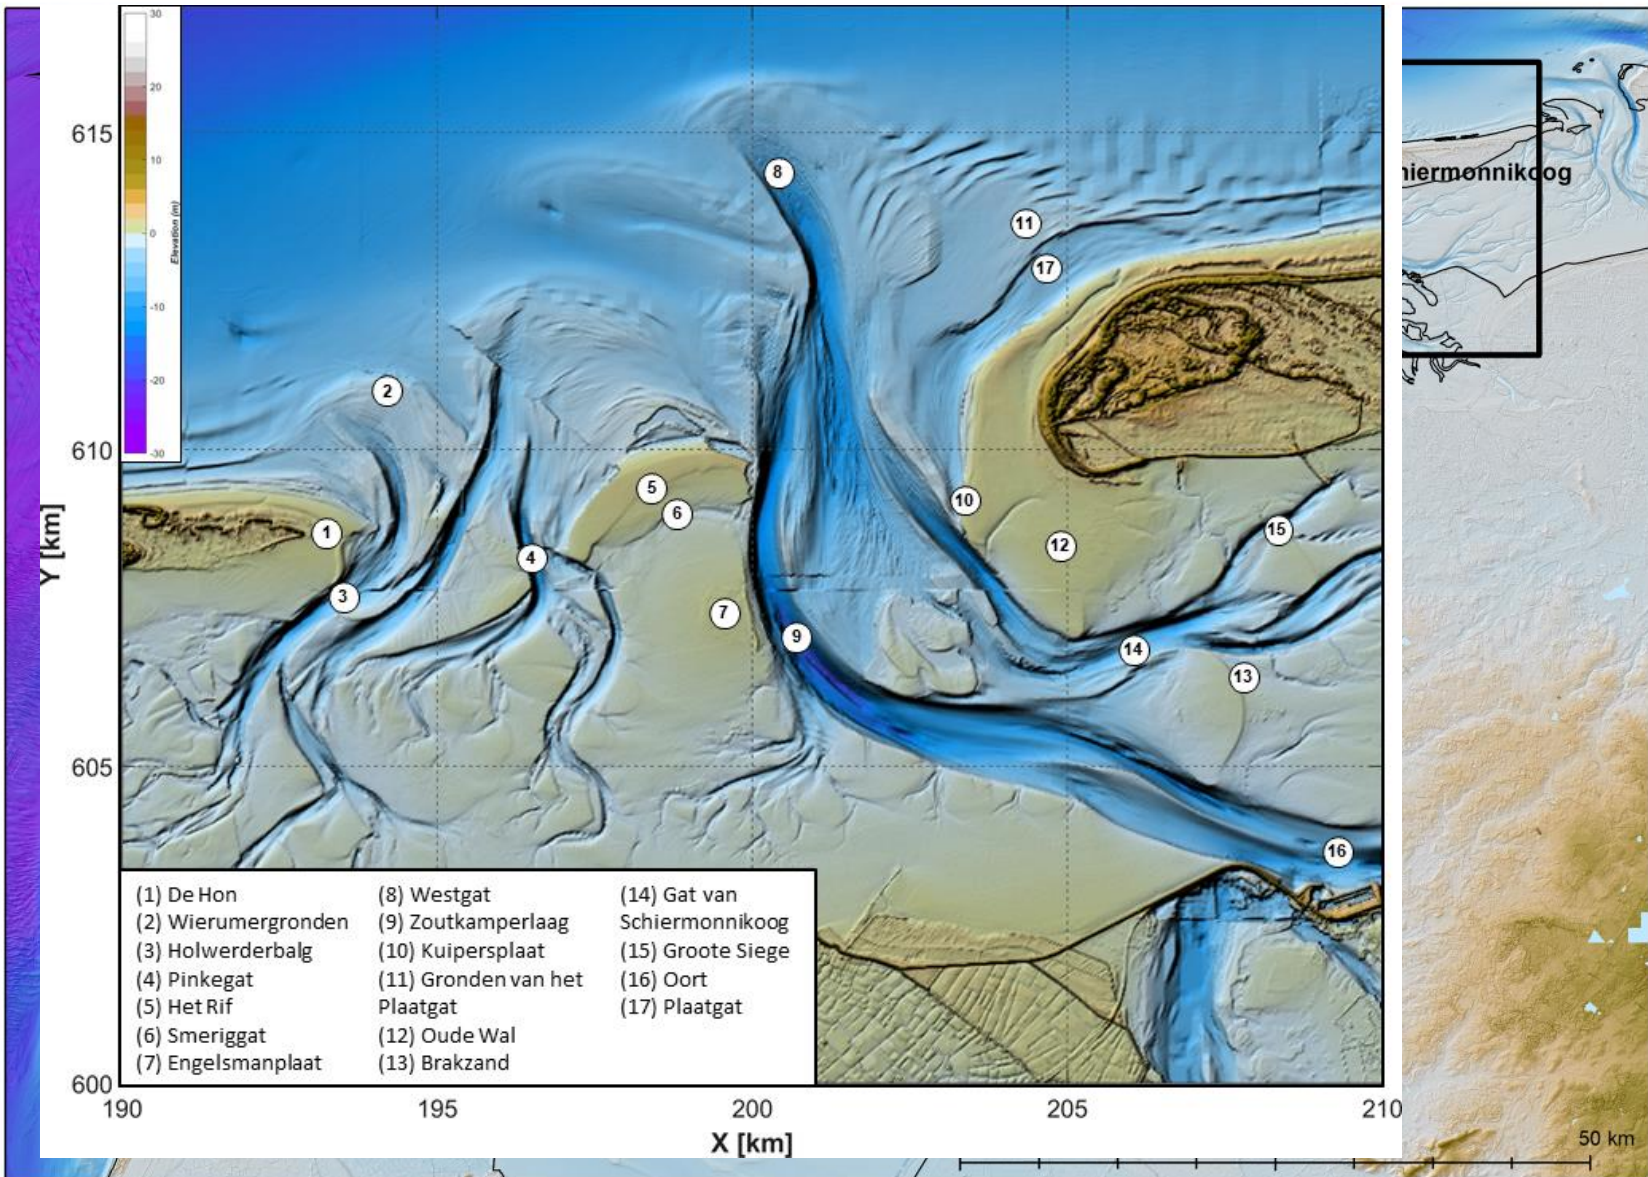 30
20
10
0
-10
-20
-30
Elevation (m)
615
610
605
600
Y [km]
190
195
200
205
210
X [km]
8
11
17
2
5
6
10
1
12
15
4
3
7
9
14
13
16
(1) De Hon
(2) Wierumergronden
(3) Holwerderbalg
(4) Pinkegat
(5) Het Rif
(6) Smeriggat
(7) Engelsmanplaat
(8) Westgat
(9) Zoutkamperlaag
(10) Kuipersplaat
(11) Gronden van het
Plaatgat
(12) Oude Wal
(13) Brakzand
(14) Gat van
Schiermonnikoog
(15) Groote Siege
(16) Oort
(17) Plaatgat
hiermonnikoog
50 km